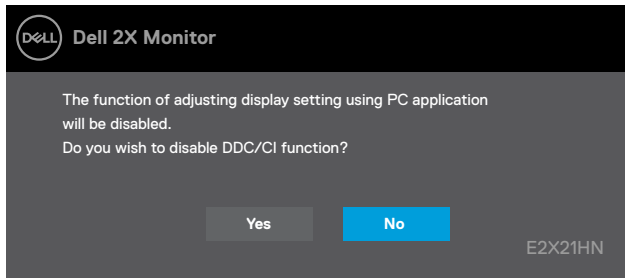 DELL
Dell 2X Monitor
The function of adjusting display setting using PC application
will be disabled.
Do you wish to disable DDC/CI function?
Yes
No
E2X21HN